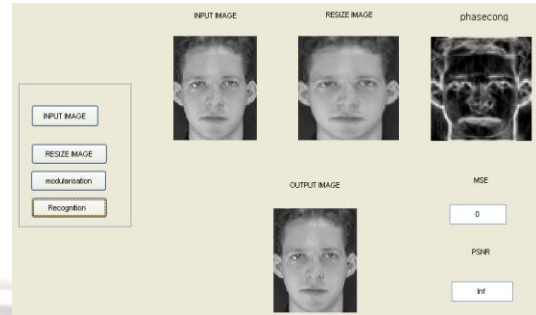 INPUT IMAGE
RESIZE IMAGE
phasecong
INPUT IMAGE
RESIZE IMAGE
modularisation
Recognition
OUTPUT IMAGE
MSE
0
PSNR
Inf